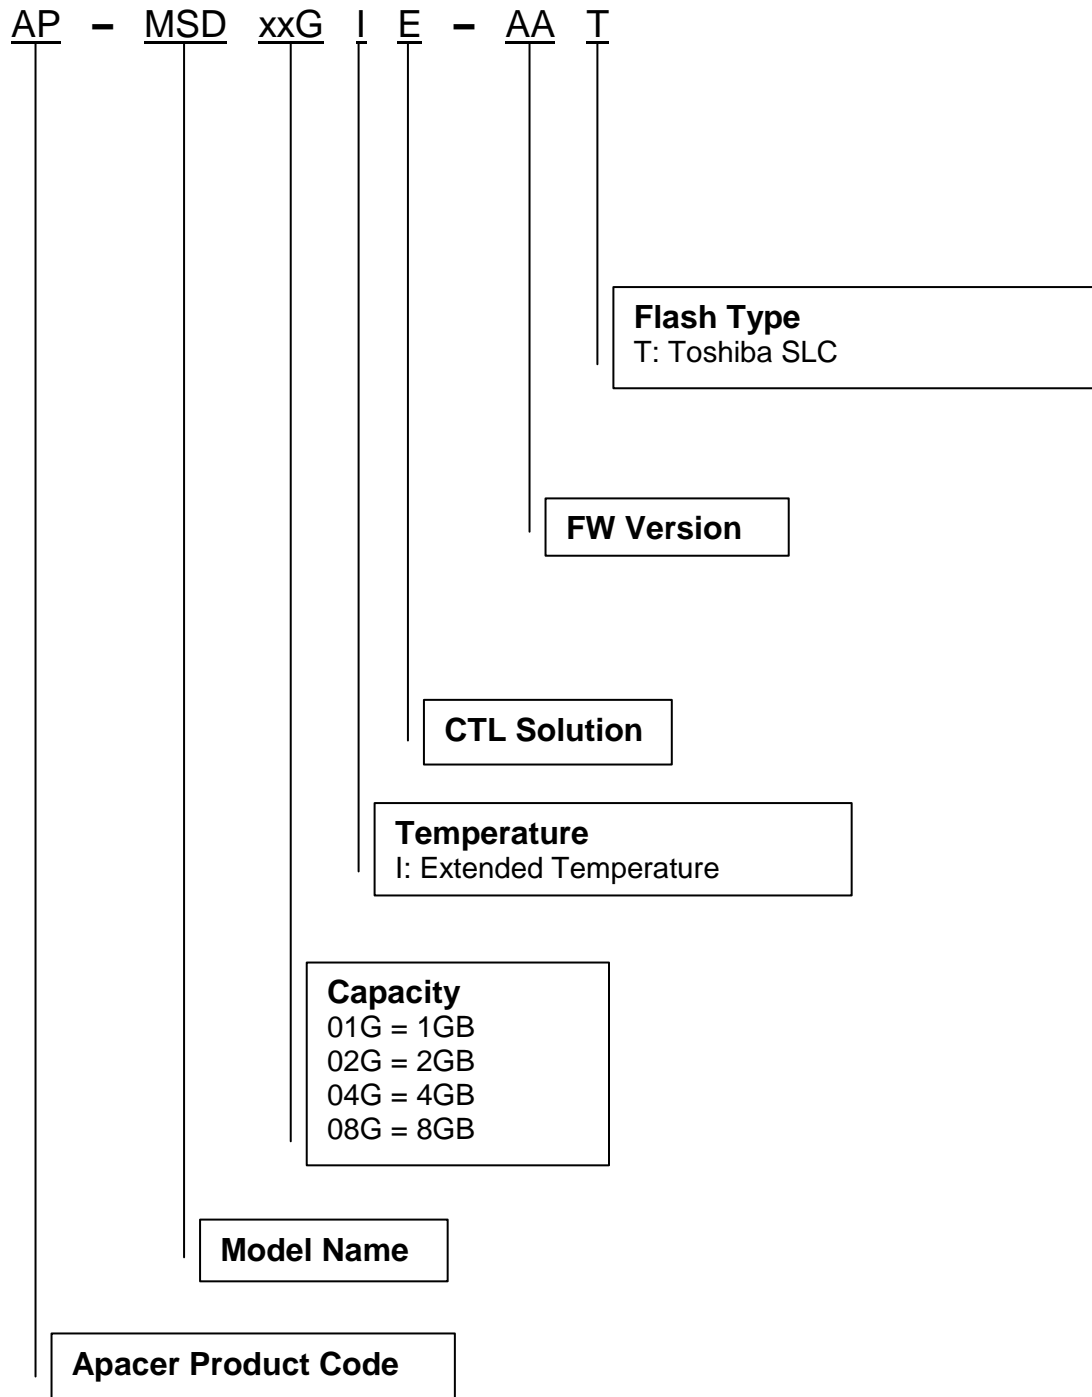 AP – MSD xxG I E – AA T
Flash Type
T: Toshiba SLC
FW Version
CTL Solution
Temperature
I: Extended Temperature
Capacity
01G = 1GB
02G = 2GB
04G = 4GB
08G = 8GB
Model Name
Apacer Product Code